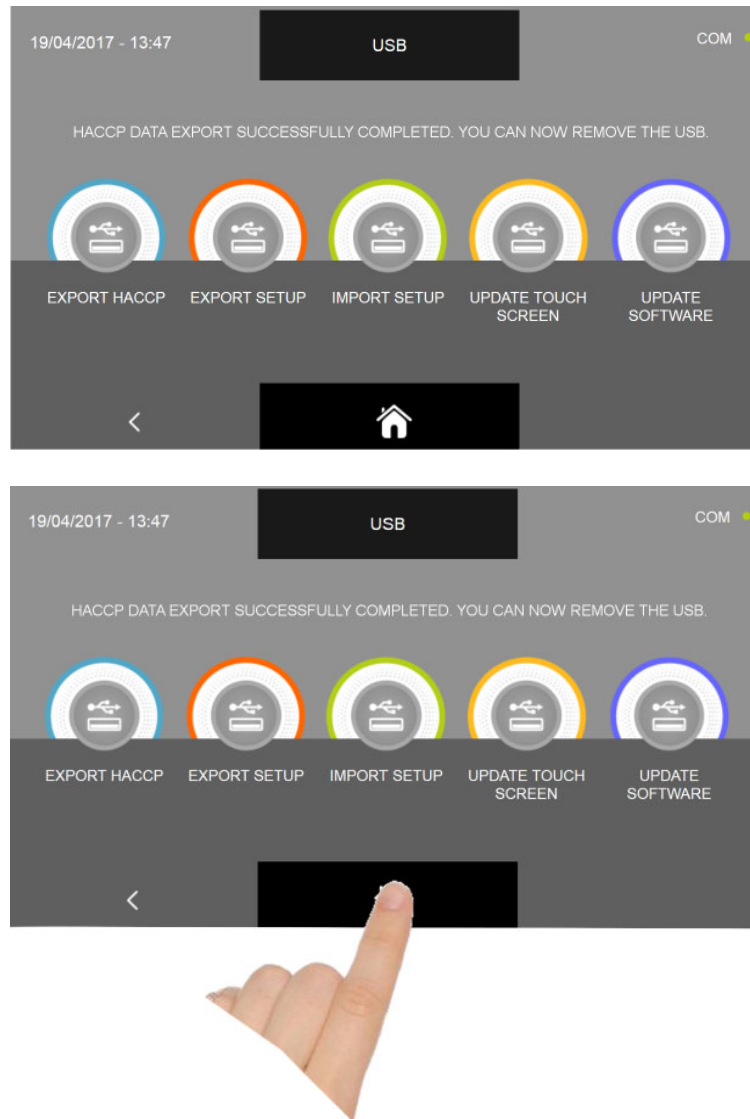 19/04/2017 - 13:47
USB
COM
HACCP DATA EXPORT SUCCESSFULLY COMPLETED. YOU CAN NOW REMOVE THE USB.
EXPORT HACCP
EXPORT SETUP
IMPORT SETUP
UPDATE TOUCH
SCREEN
UPDATE
SOFTWARE
19/04/2017 - 13:47
USB
COM
HACCP DATA EXPORT SUCCESSFULLY COMPLETED. YOU CAN NOW REMOVE THE USB.
EXPORT HACCP
EXPORT SETUP
IMPORT SETUP
UPDATE TOUCH
SCREEN
UPDATE
SOFTWARE